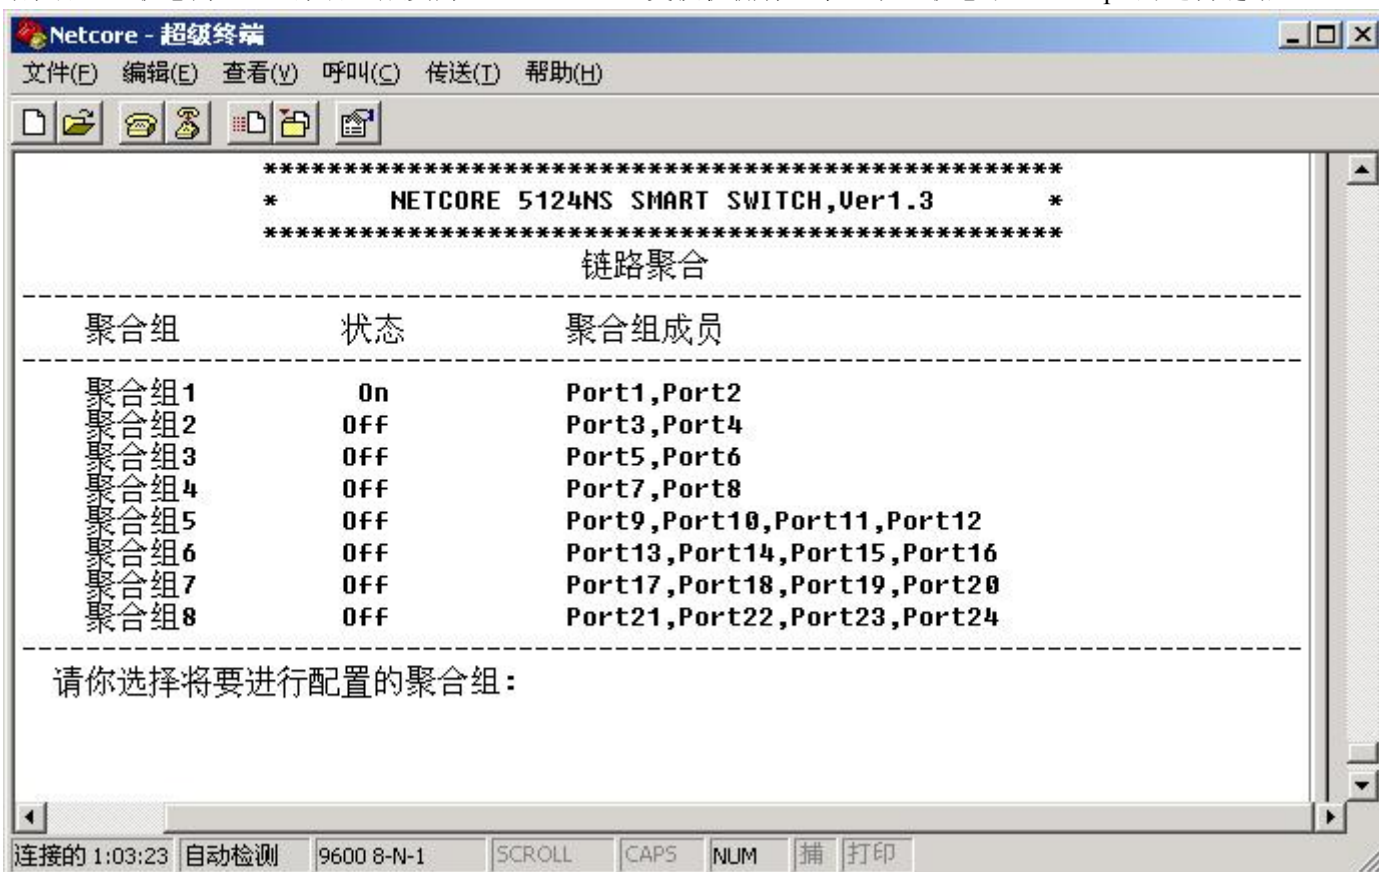 Netcore - 超级终端
文件(F) 编辑(E) 查看(V) 呼叫(C) 传送(T) 帮助(H)
**************************************************
* NETCORE 5124NS SMART SWITCH,Ver1.3 *
**************************************************
链路聚合
--------------------------------------------------------------------------------
聚合组 状态 聚合组成员
--------------------------------------------------------------------------------
聚合组1 On Port1,Port2
聚合组2 Off Port3,Port4
聚合组3 Off Port5,Port6
聚合组4 Off Port7,Port8
聚合组5 Off Port9,Port10,Port11,Port12
聚合组6 Off Port13,Port14,Port15,Port16
聚合组7 Off Port17,Port18,Port19,Port20
聚合组8 Off Port21,Port22,Port23,Port24
--------------------------------------------------------------------------------
请你选择将要进行配置的聚合组:
连接的 1:03:23 自动检测 9600 8-N-1 SCROLL CAPS NUM 捕 打印